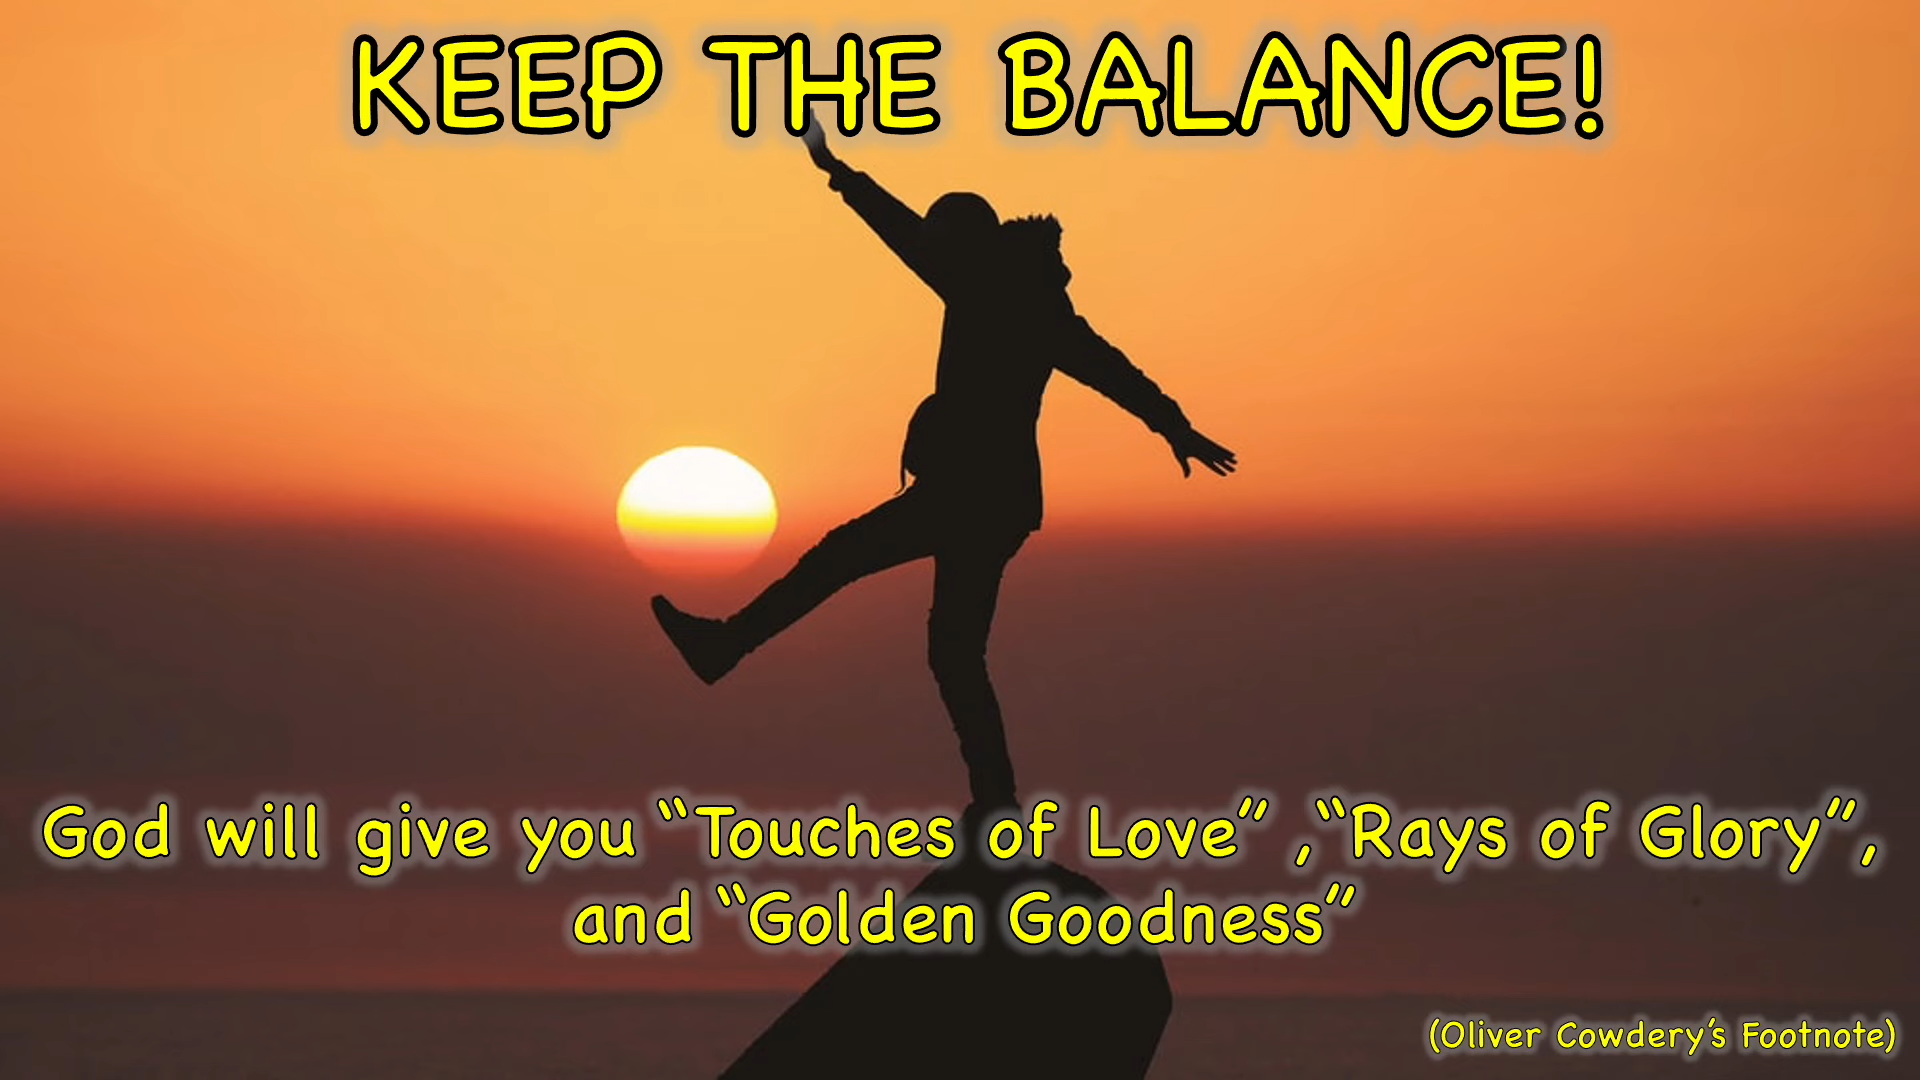 KEEP THE BALANCE!
God will give you “Touches of Love” ,“Rays of Glory”,
and “Golden Goodness”
(Oliver Cowdery’s Footnote)